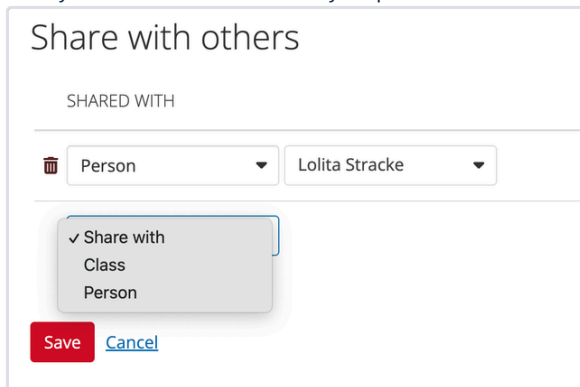 Share with others
SHARED WITH
Person Lolita Stracke
✓ Share with
Class
Person
Save Cancel